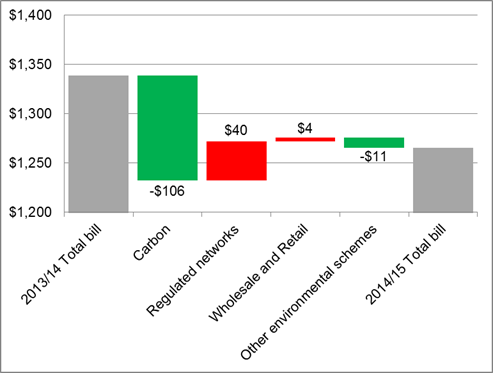 $1,400
$1,350
$1,300
$1,250
$1,200
-$106
$40
$4
-$11
2013/14 Total bill
Carbon
Regulated networks
Wholesale and Retail
Other environmental schemes
2014/15 Total bill